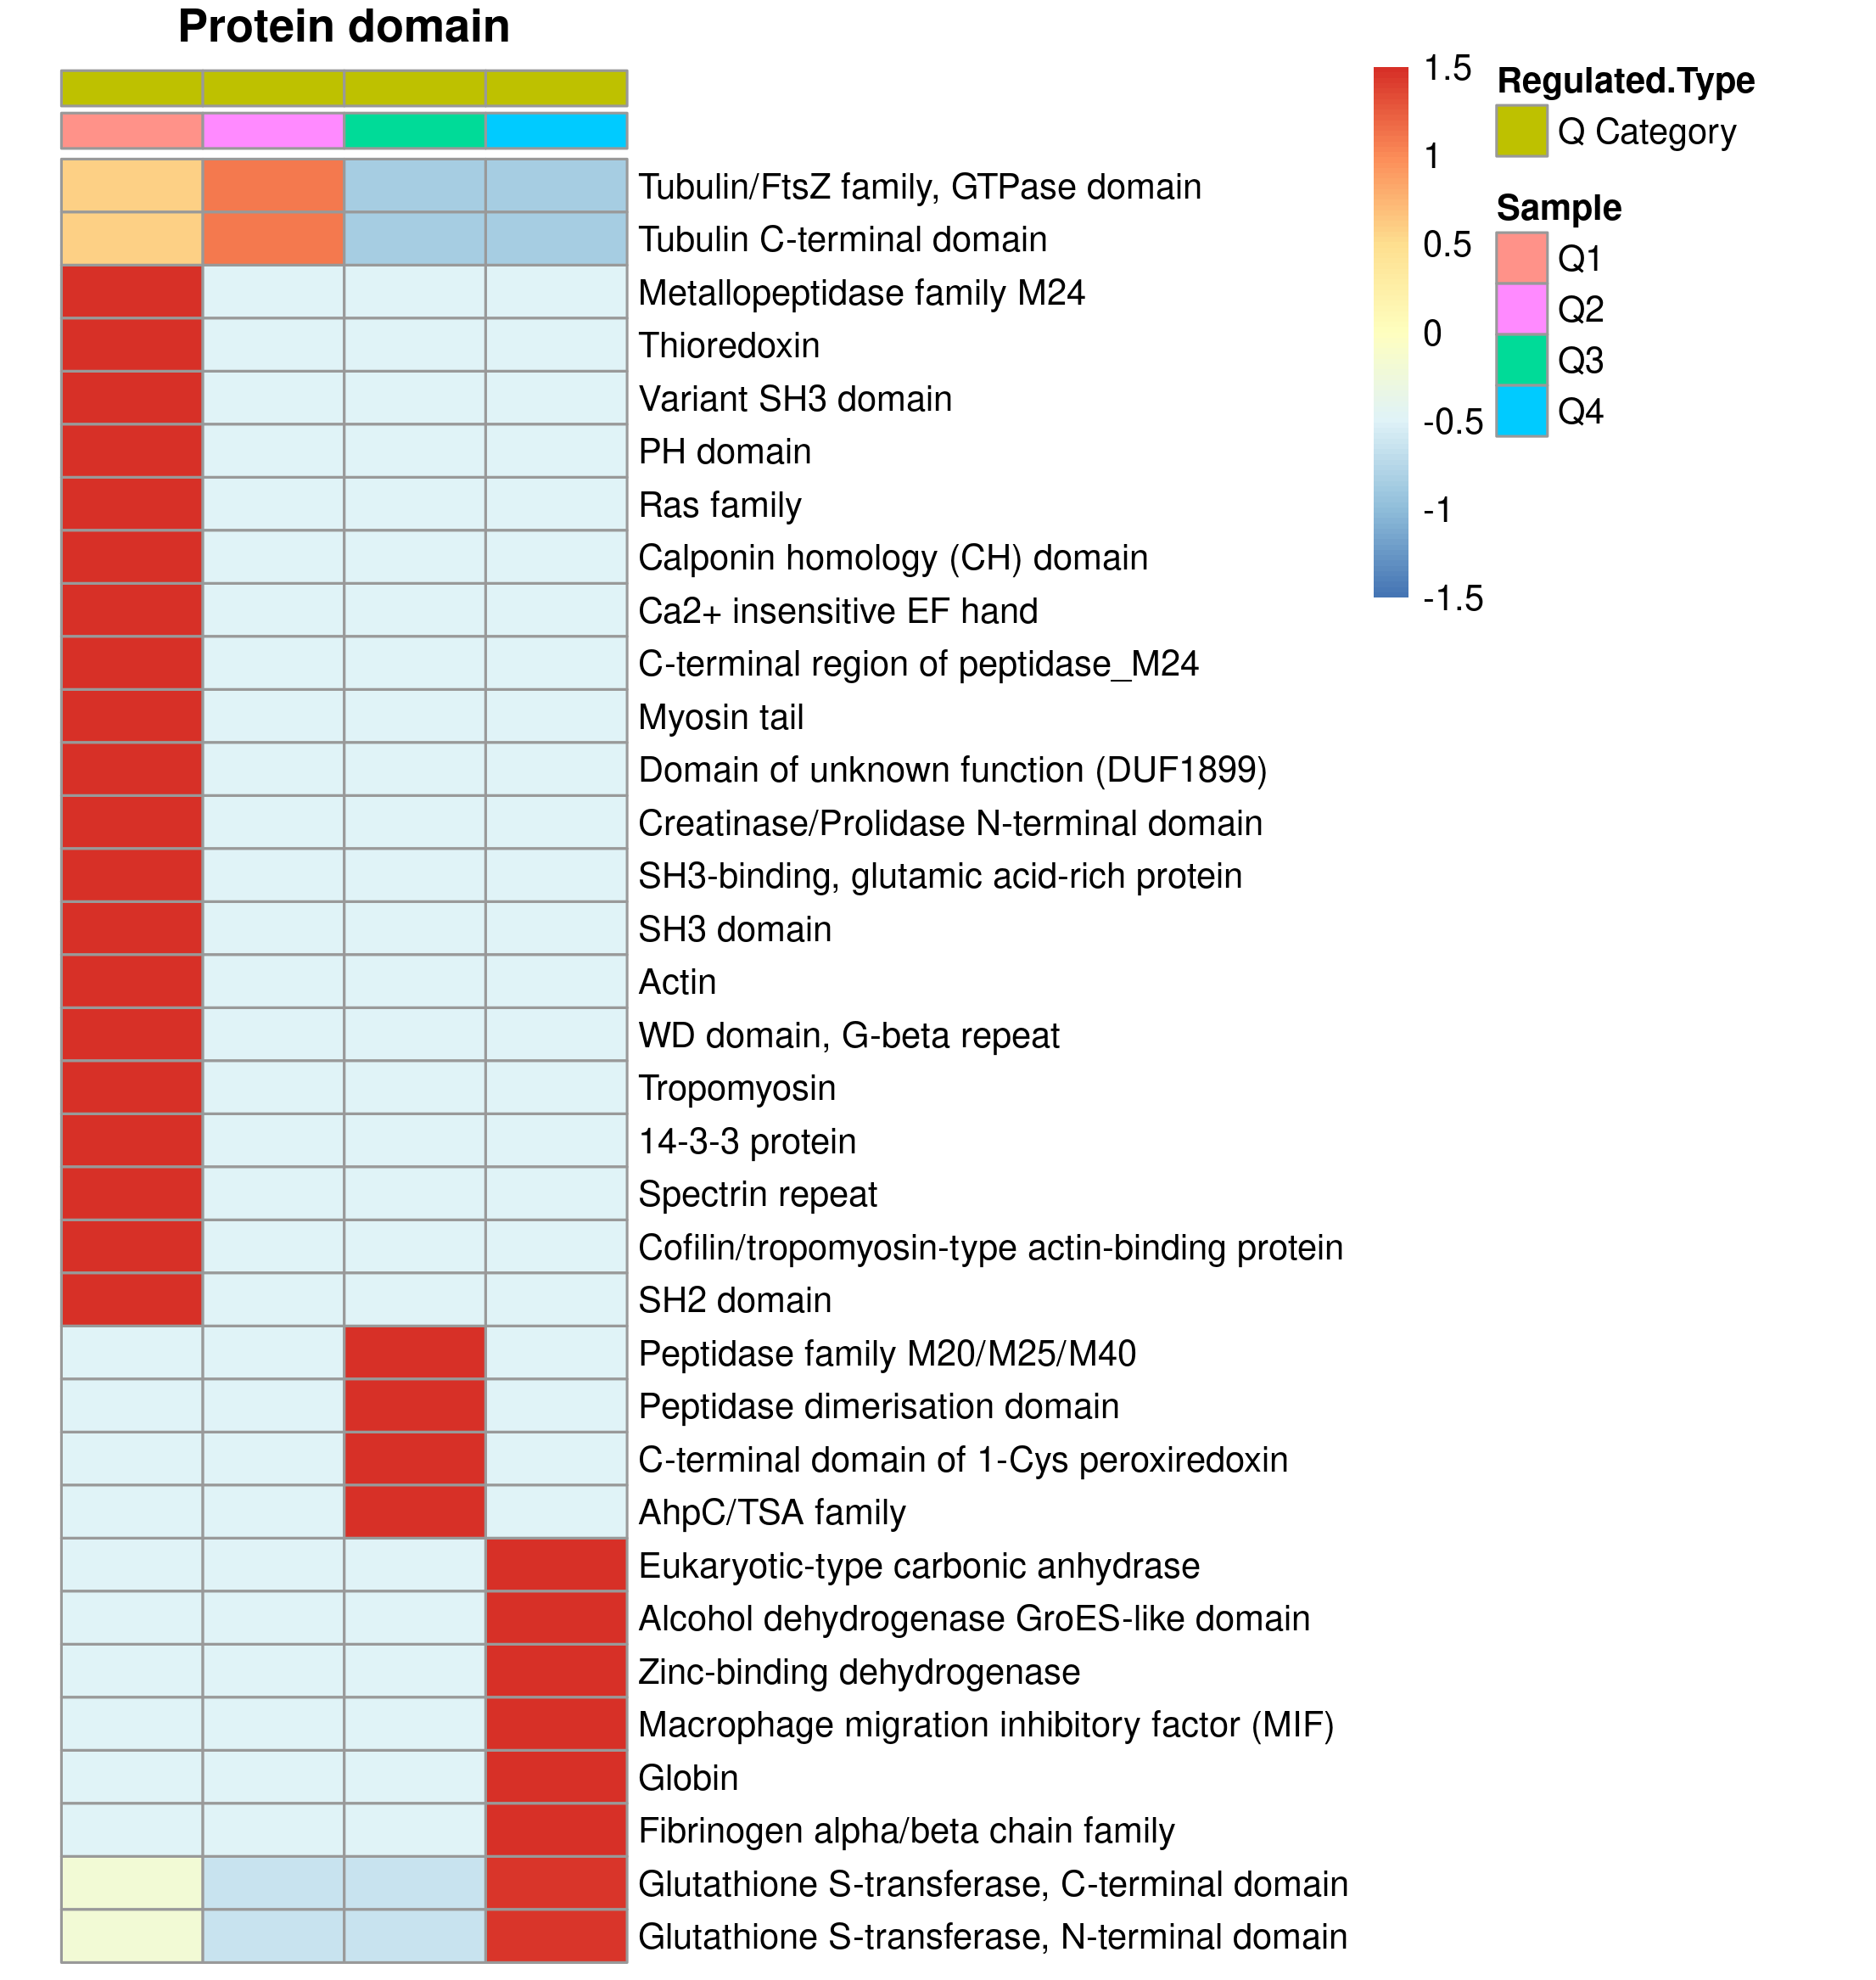 Protein domain
Tubulin/FtsZ family, GTPase domain
Tubulin C-terminal domain
Metallopeptidase family M24
Thioredoxin
Variant SH3 domain
PH domain
Ras family
Calponin homology (CH) domain
Ca2+ insensitive EF hand
C-terminal region of peptidase_M24
Myosin tail
Domain of unknown function (DUF1899)
Creatinase/Prolidase N-terminal domain
SH3-binding, glutamic acid-rich protein
SH3 domain
Actin
WD domain, G-beta repeat
Tropomyosin
14-3-3 protein
Spectrin repeat
Cofilin/tropomyosin-type actin-binding protein
SH2 domain
Peptidase family M20/M25/M40
Peptidase dimerisation domain
C-terminal domain of 1-Cys peroxiredoxin
AhpC/TSA family
Eukaryotic-type carbonic anhydrase
Alcohol dehydrogenase GroES-like domain
Zinc-binding dehydrogenase
Macrophage migration inhibitory factor (MIF)
Globin
Fibrinogen alpha/beta chain family
Glutathione S-transferase, C-terminal domain
Glutathione S-transferase, N-terminal domain
1.5
1
0.5
0
-0.5
-1
-1.5
Regulated.Type
Q Category
Sample
Q1
Q2
Q3
Q4